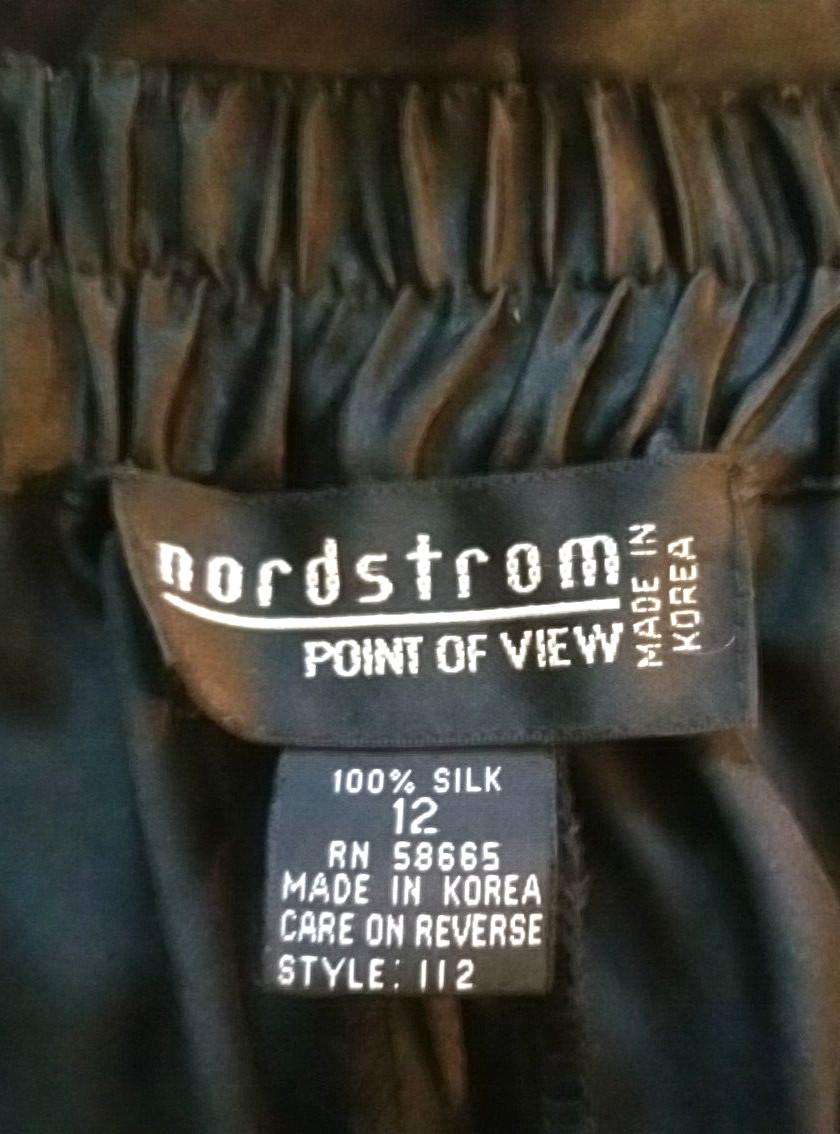 nordstrom
POINT OF VIEW
MADE IN
KOREA
100% SILK
12
RN 58665
MADE IN KOREA
CARE ON REVERSE
STYLE: 112